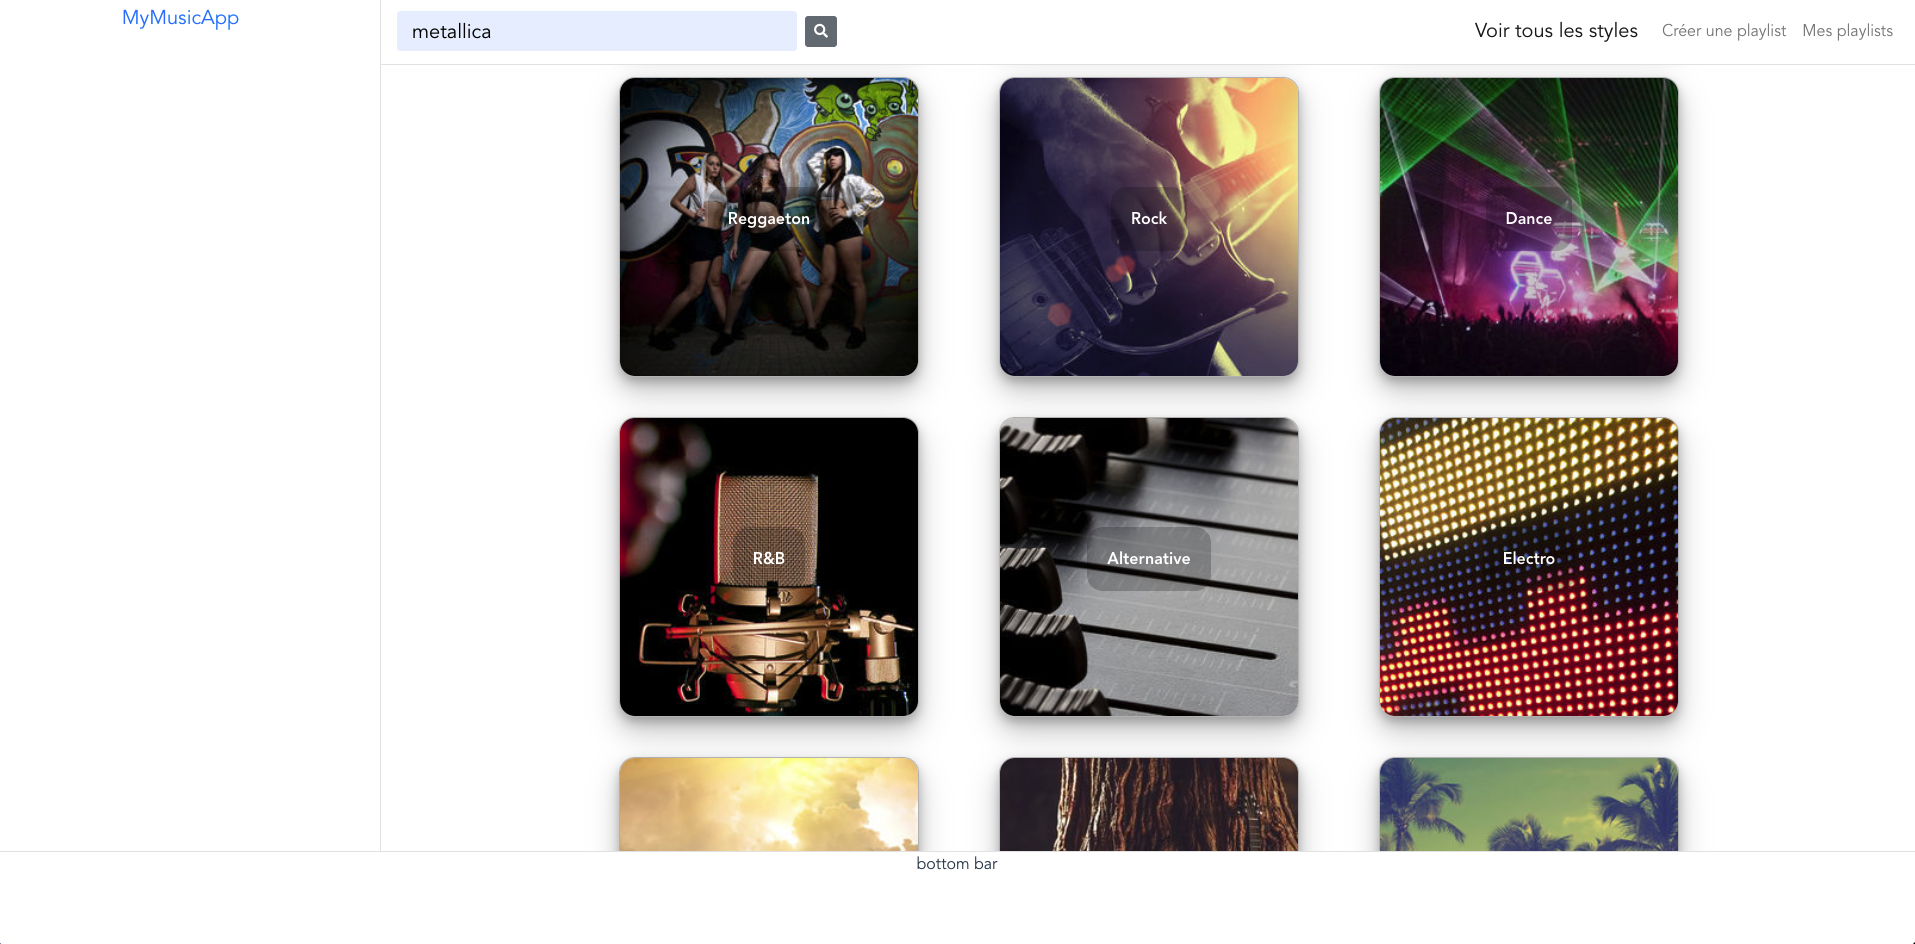 MyMusicApp
metallica
Voir tous les styles
Créer une playlist
Mes playlists
Reggaeton
Rock
Dance
R&B
Alternative
Electro
bottom bar